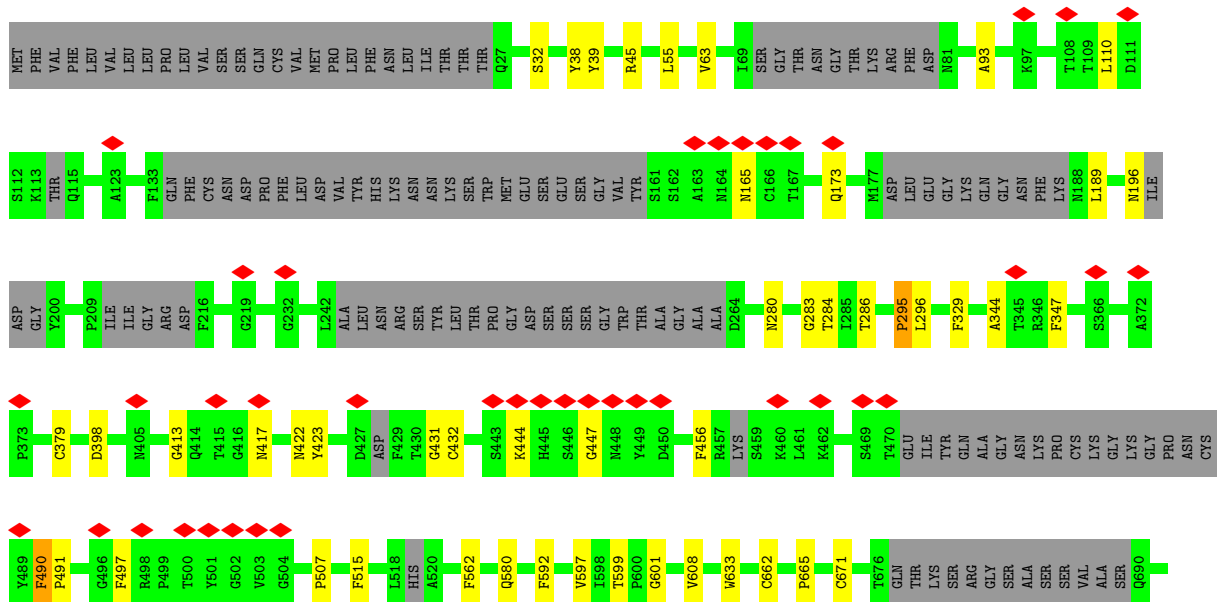 MET PHE VAL PHE LEU VAL LEU LEU PRO LEU VAL SER SER GLN CYS VAL MET PRO LEU PHE ASN LEU ILE THR THR THR Q27 S32 Y38 Y39 R45 L55 V63 I69 SER GLY THR ASN GLY THR LYS ARG PHE ASP N81 A93 K97 T108 T109 L110 D111
S112 K113 THR Q115 A123 F133 GLN PHE CYS ASN ASP PRO PHE LEU ASP VAL TYR HIS LYS ASN ASN LYS SER TRP MET GLU SER GLU SER GLY VAL TYR S161 S162 A163 N164 N165 C166 T167 Q173 M177 ASP LEU GLU GLY LYS GLN GLY ASN PHE LYS N188 L189 N196 ILE
ASP GLY Y200 P209 ILE ILE GLY ARG ASP F216 G219 G232 L242 ALA LEU ASN ARG SER TYR LEU THR PRO GLY ASP SER SER SER GLY TRP THR ALA GLY ALA ALA D264 N280 G283 T284 I285 T286 P295 L296 F329 A344 T345 R346 F347 S366 A372
P373 C379 D398 N405 G413 Q414 T415 G416 N417 N422 Y423 D427 ASP F429 T430 G431 C432 S443 K444 H445 S446 G447 N448 Y449 D450 F456 R457 LYS S459 K460 L461 K462 S469 T470 GLU ILE TYR GLN ALA GLY ASN LYS PRO CYS LYS GLY LYS GLY PRO ASN CYS
Y489 F490 P491 G496 F497 R498 P499 T500 Y501 G502 V503 G504 P507 F515 L518 HIS A520 F562 Q580 F592 V597 I598 T599 P600 G601 V608 W633 C662 P665 C671 T676 GLN THR LYS SER ARG GLY SER ALA SER SER VAL ALA SER Q690